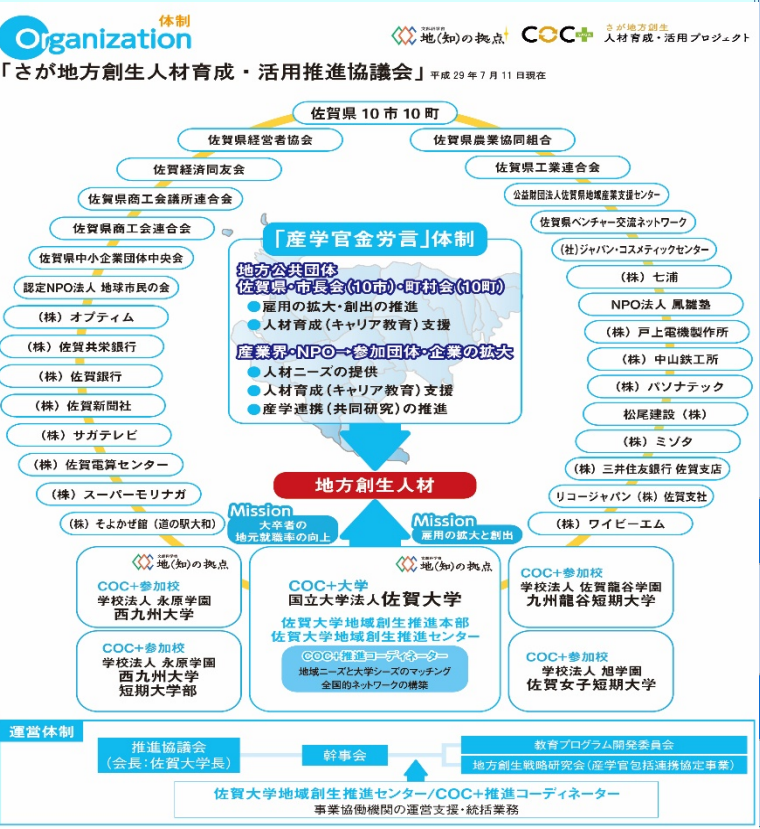 体制
Organization
文部科学省
地(知)の拠点
COC+
さが地方創生
人材育成・活用プロジェクト
「さが地方創生人材育成・活用推進協議会」平成29年7月11日現在
佐賀県10市10町
佐賀県経営者協会
佐賀県農業協同組合
佐賀経済同友会
佐賀県工業連合会
佐賀県商工会議所連合会
公益財団法人佐賀県地域産業支援センター
佐賀県商工会連合会
佐賀県ベンチャー交流ネットワーク
佐賀県中小企業団体中央会
(社)ジャパン・コスメティックセンター
認定NPO法人 地球市民の会
(株)七浦
(株)オプティム
NPO法人 鳳雛塾
(株)佐賀共栄銀行
(株)戸上電機製作所
(株)佐賀銀行
(株)中山鉄工所
(株)佐賀新聞社
(株)パソナテック
(株)サガテレビ
松尾建設(株)
(株)佐賀電算センター
(株)ミゾタ
(株)スーパーモリナガ
(株)三井住友銀行 佐賀支店
(株)そよかぜ館(道の駅大和)
リコージャパン(株)佐賀支社
(株)ワイビーエム
「産学官金労言」体制
地方公共団体
佐賀県・市長会(10市)・町村会(10町)
●雇用の拡大・創出の推進
●人材育成(キャリア教育)支援
産業界・NPO→参加団体・企業の拡大
●人材ニーズの提供
●人材育成(キャリア教育)支援
●産学連携(共同研究)の推進
地方創生人材
Mission
大卒者の
地元就職率の向上
Mission
雇用の拡大と創出
文部科学省
地(知)の拠点
COC+参加校
学校法人 永原学園
西九州大学
COC+参加校
学校法人 永原学園
西九州大学
短期大学部
文部科学省
地(知)の拠点
COC+大学
国立大学法人佐賀大学
佐賀大学地域創生推進本部
佐賀大学地域創生推進センター
COC+推進コーディネーター
地域ニーズと大学シーズのマッチング
全国的ネットワークの構築
COC+参加校
学校法人 佐賀龍谷学園
九州龍谷短期大学
COC+参加校
学校法人 旭学園
佐賀女子短期大学
運営体制
推進協議会
(会長:佐賀大学長)
幹事会
教育プログラム開発委員会
地方創生戦略研究会(産学官包括連携協定事業)
佐賀大学地域創生推進センター/COC+推進コーディネーター
事業協働機関の運営支援・統括業務